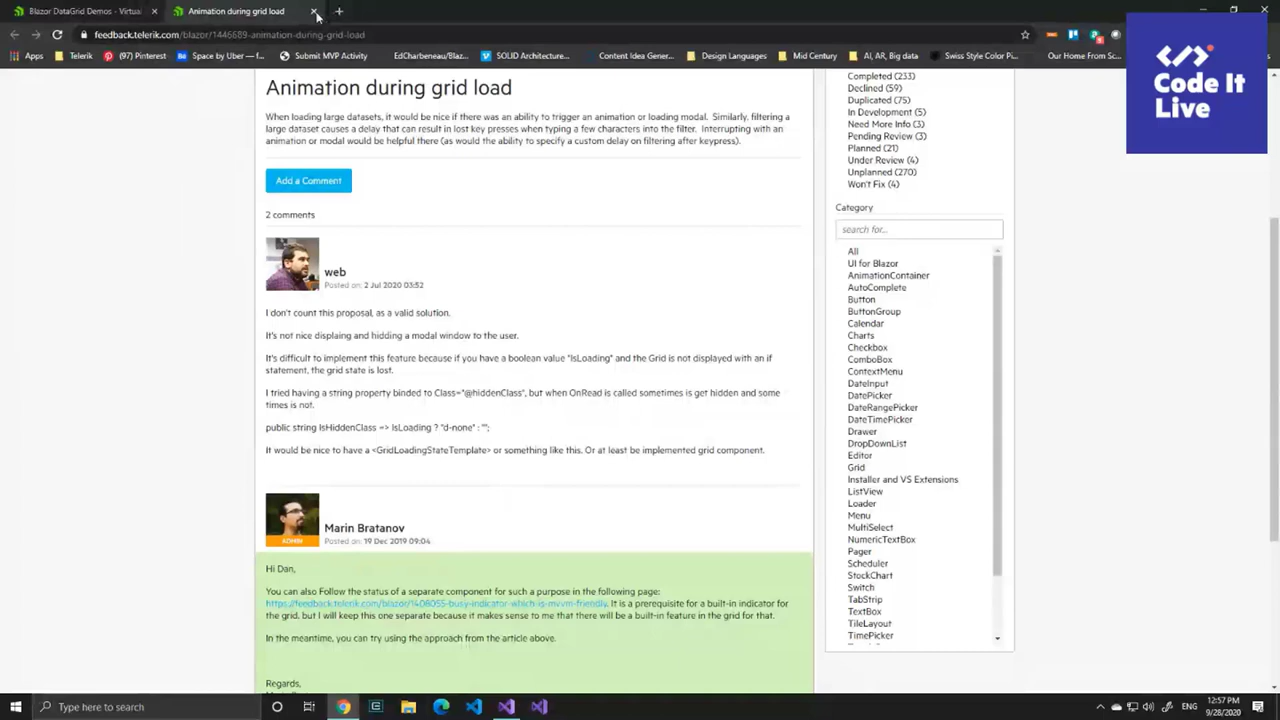 Blazor DataGrid Demos - Virtual
Animation during grid load
feedback.telerik.com/blazor/1446689-animation-during-grid-load
Apps
Telerik
(97) Pinterest
Space by Uber — f...
Submit MVP Activity
EdCharbeneau/Blaz...
SOLID Architecture...
Content Idea Gener...
Design Languages
Mid Century
AI, AR, Big data
Swiss Style Color Pi...
Our Home From Sc...
Code It
Live
Animation during grid load
When loading large datasets, it would be nice if there was an ability to trigger an animation or loading modal. Similarly, filtering a
large dataset causes a delay that can result in lost key presses when typing a few characters into the filter. Interrupting with an
animation or modal would be helpful there (as would the ability to specify a custom delay on filtering after keypress).
Add a Comment
2 comments
web
Posted on: 2 Jul 2020 03:52
I don't count this proposal, as a valid solution.
It's not nice displaing and hidding a modal window to the user.
It's difficult to implement this feature because if you have a boolean value "IsLoading" and the Grid is not displayed with an if
statement, the grid state is lost.
I tried having a string property binded to Class="@hiddenClass", but when OnRead is called sometimes is get hidden and some
times is not.
public string IsHiddenClass => IsLoading ? "d-none" : "";
It would be nice to have a <GridLoadingStateTemplate> or something like this. Or at least be implemented grid component.
ADMIN
Marin Bratanov
Posted on: 19 Dec 2019 09:04
Hi Dan,
You can also Follow the status of a separate component for such a purpose in the following page:
https://feedback.telerik.com/blazor/1408055-busy-indicator-which-is-mvvm-friendly. It is a prerequisite for a built-in indicator for
the grid, but I will keep this one separate because it makes sense to me that there will be a built-in feature in the grid for that.
In the meantime, you can try using the approach from the article above.
Regards,
Completed (233)
Declined (59)
Duplicated (75)
In Development (5)
Need More Info (3)
Pending Review (3)
Planned (21)
Under Review (4)
Unplanned (270)
Won't Fix (4)
Category
search for...
All
UI for Blazor
AnimationContainer
AutoComplete
Button
ButtonGroup
Calendar
Charts
Checkbox
ComboBox
ContextMenu
DateInput
DatePicker
DateRangePicker
DateTimePicker
Drawer
DropDownList
Editor
Grid
Installer and VS Extensions
ListView
Loader
Menu
MultiSelect
NumericTextBox
Pager
Scheduler
StockChart
Switch
TabStrip
TextBox
TileLayout
TimePicker
Type here to search
12:57 PM
9/28/2020